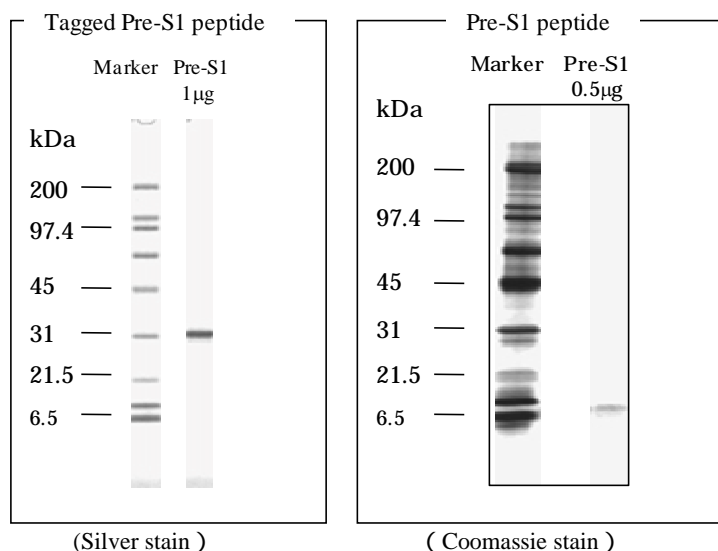 Tagged Pre-S1 peptide
Marker Pre-S1
1µg
kDa
200
97.4
45
31
21.5
6.5
(Silver stain )
Pre-S1 peptide
Marker Pre-S1
0.5µg
kDa
200
97.4
45
31
21.5
6.5
( Coomassie stain )